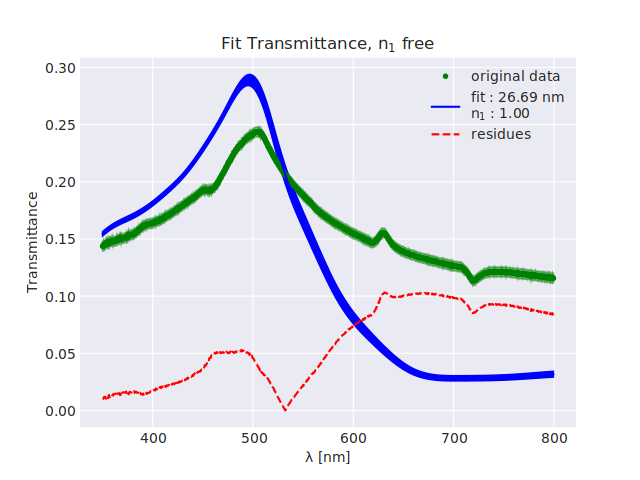 Fit Transmittance, n₁ free
original data
fit : 26.69 nm
n₁ : 1.00
residues
Transmittance
0.30
0.25
0.20
0.15
0.10
0.05
0.00
400 500 600 700 800
λ [nm]